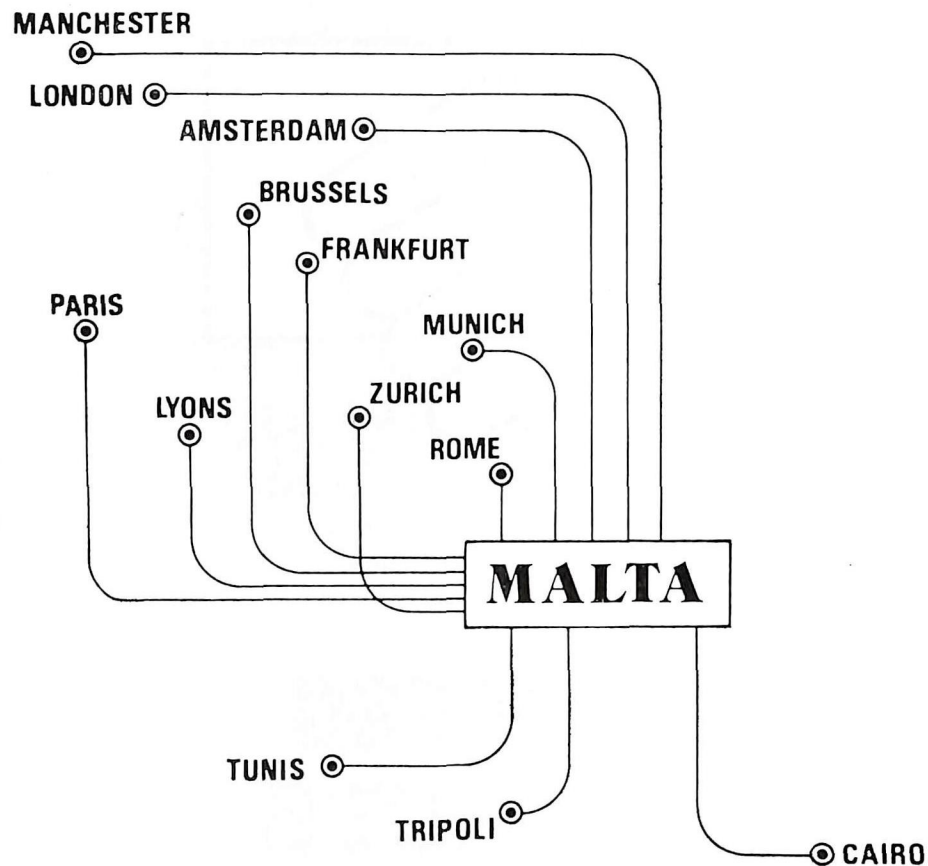 MANCHESTER
LONDON
AMSTERDAM
BRUSSELS
FRANKFURT
PARIS
MUNICH
ZURICH
LYONS
ROME
MALTA
TUNIS
TRIPOLI
CAIRO